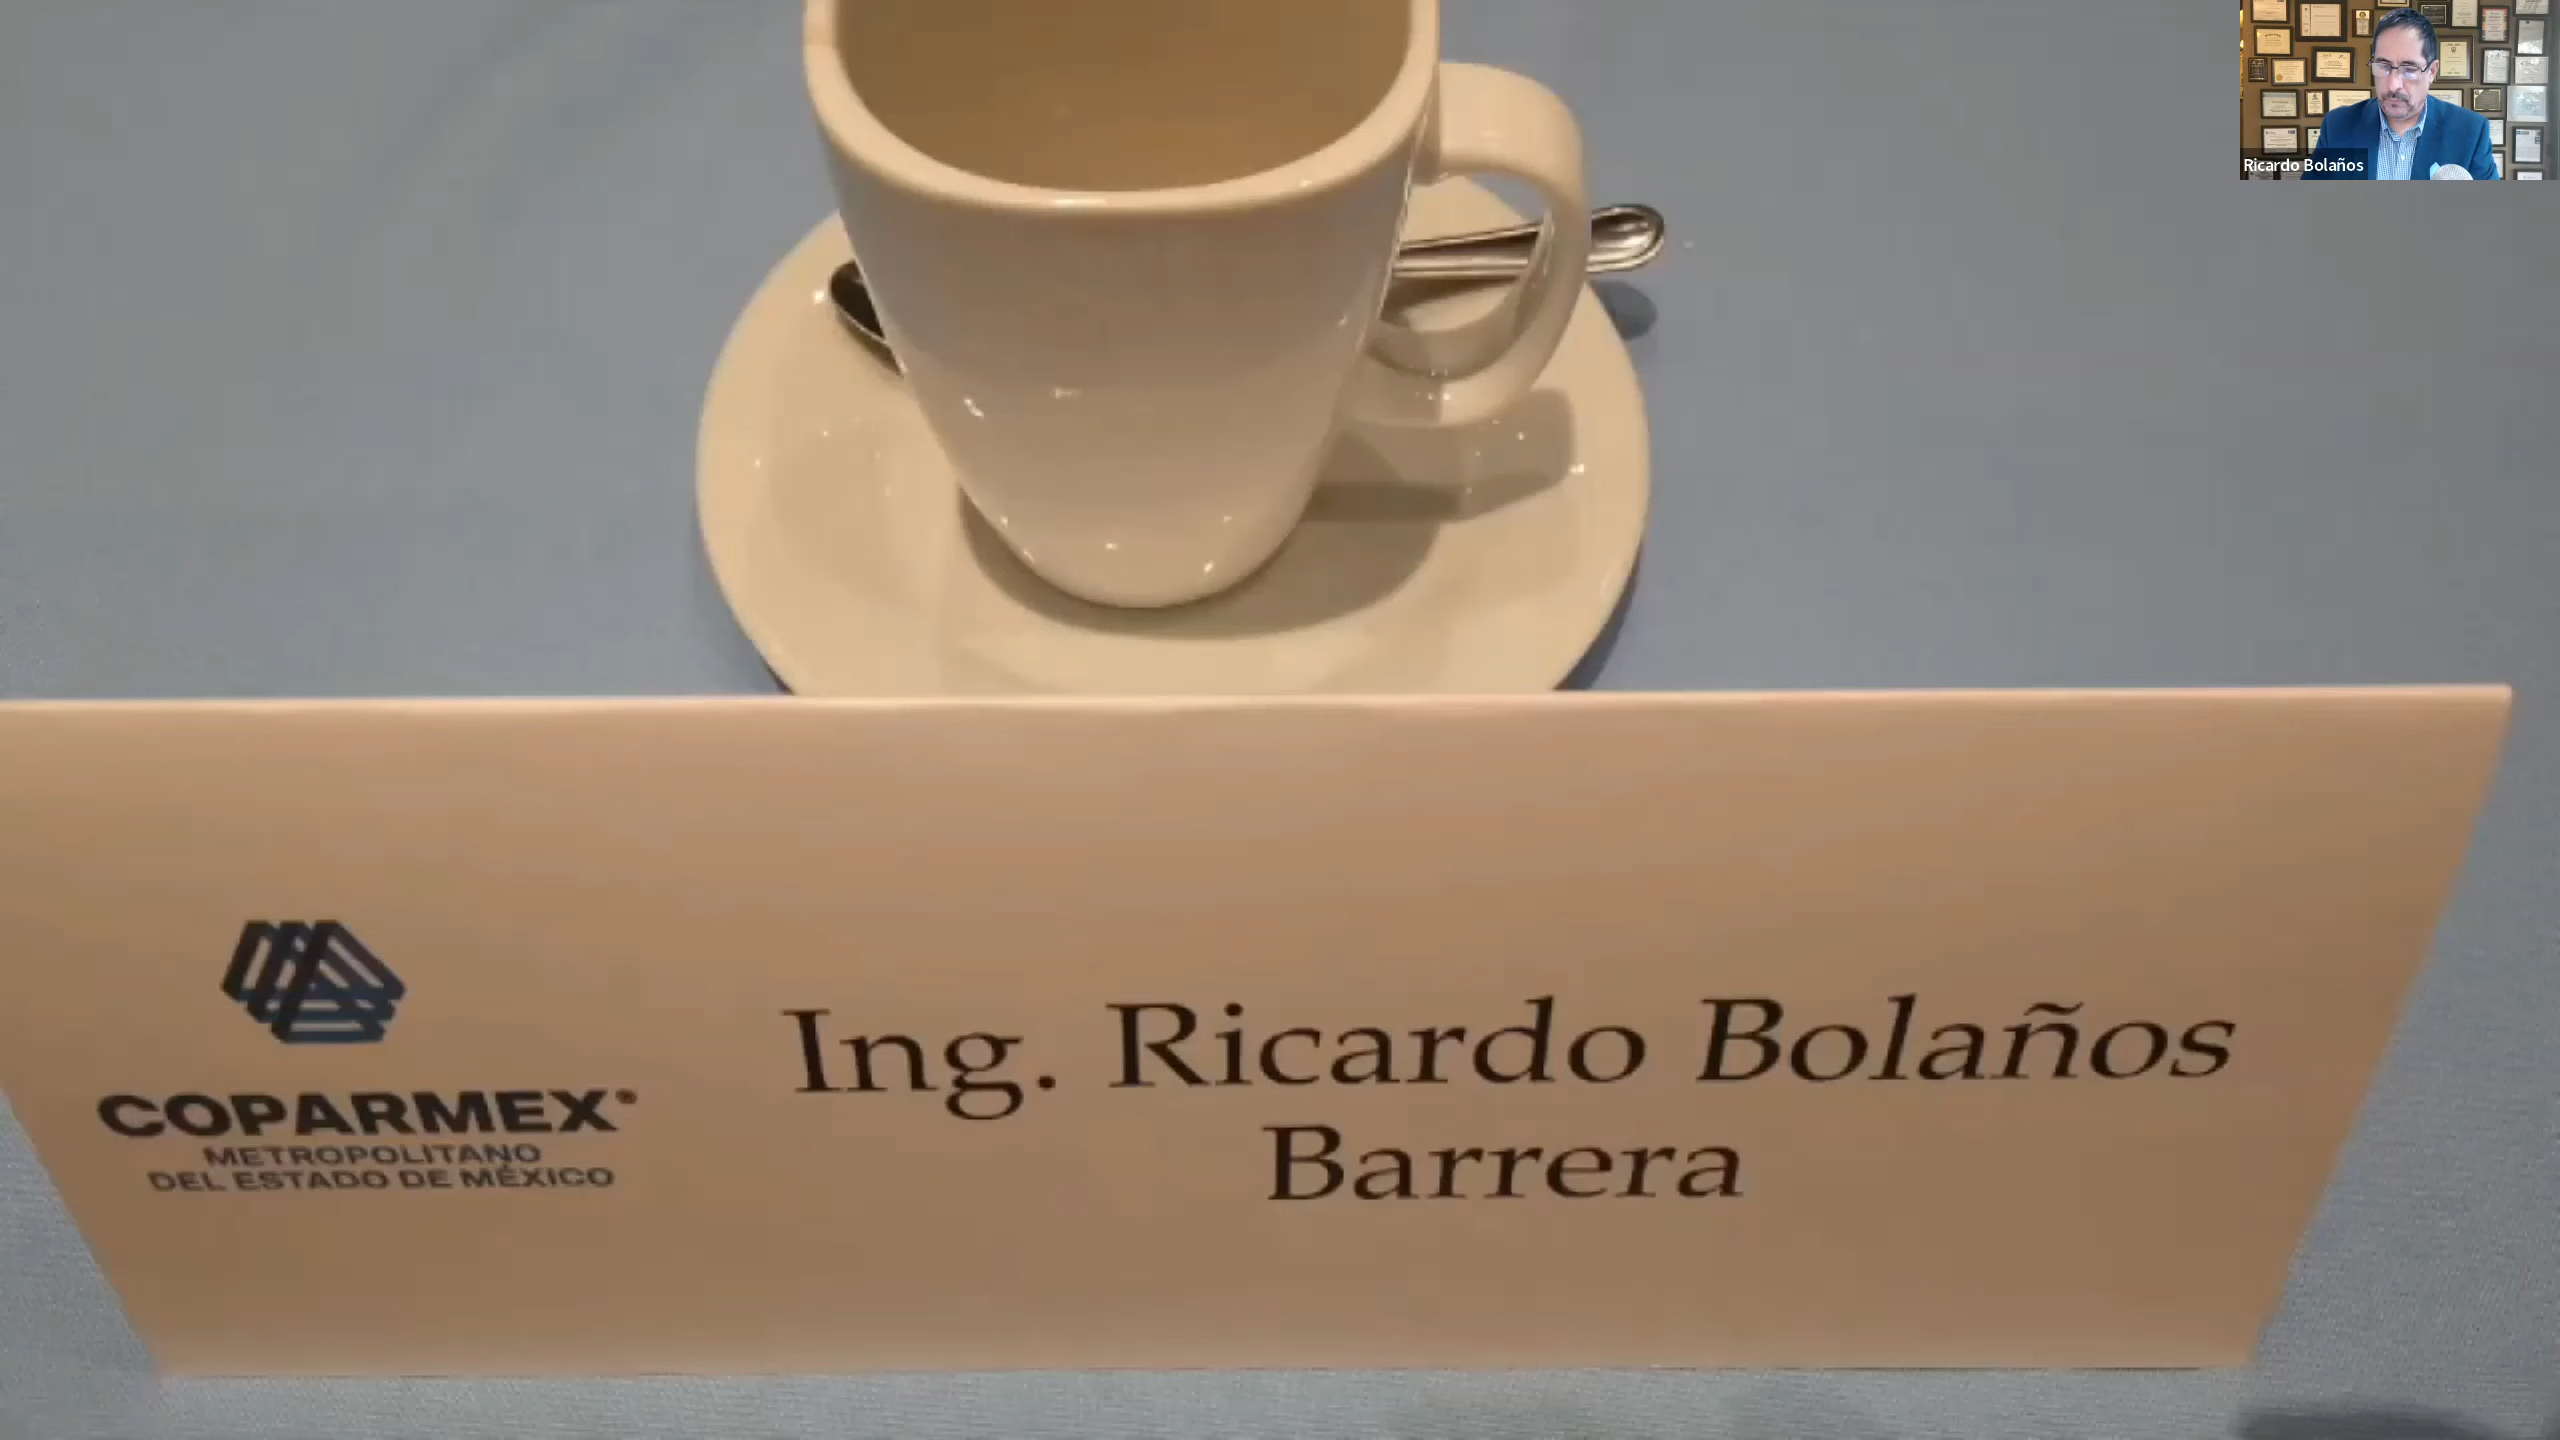 Ricardo Bolaños
COPARMEX®
METROPOLITANO
DEL ESTADO DE MÉXICO
Ing. Ricardo Bolaños
Barrera